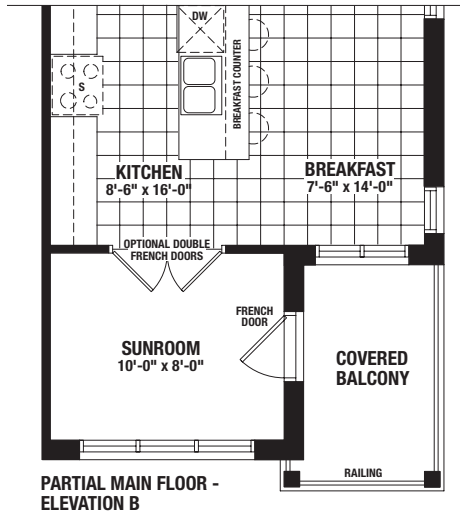 DW
S
BREAKFAST COUNTER
KITCHEN
8'-6" x 16'-0"
BREAKFAST
7'-6" x 14'-0"
OPTIONAL DOUBLE
FRENCH DOORS
FRENCH
DOOR
SUNROOM
10'-0" x 8'-0"
COVERED
BALCONY
RAILING
PARTIAL MAIN FLOOR -
ELEVATION B